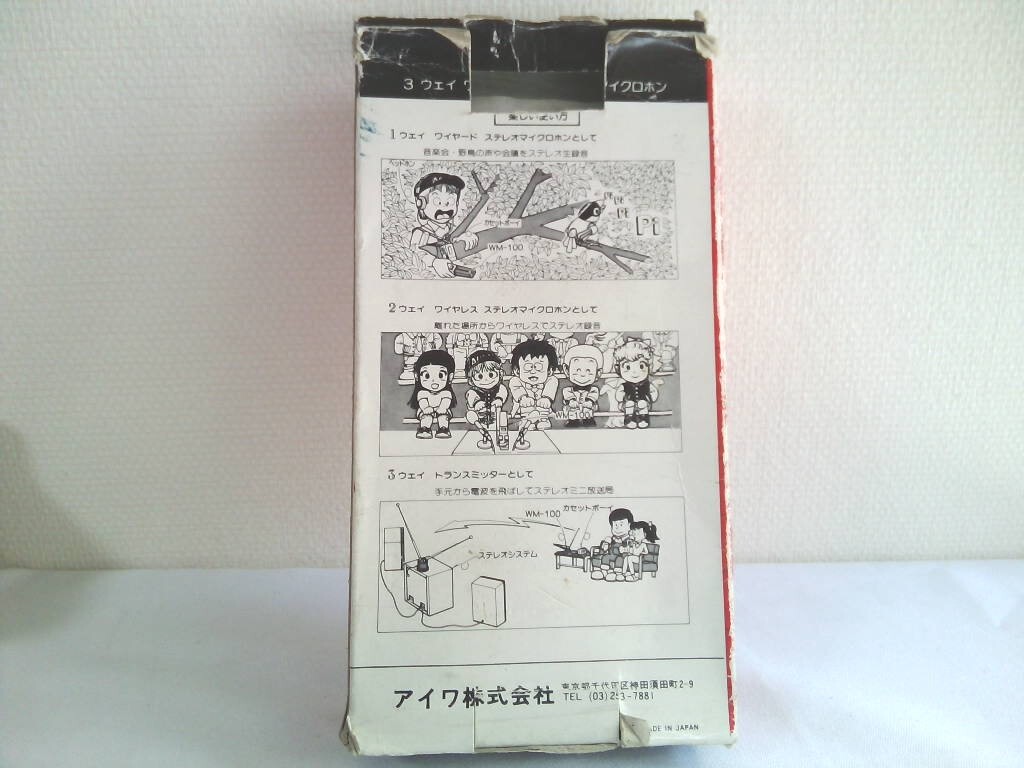 3 ウェイ ワ イクロホン
楽しい使い方
1ウェイ ワイヤード ステレオマイクロホンとして
音楽会・野鳥の声や会議をステレオ生録音
ヘッドホン
カセットボーイ
WM-100
Pi Pi
Pi
Pi
2ウェイ ワイヤレス ステレオマイクロホンとして
離れた場所からワイヤレスでステレオ録音
WM-100
3ウェイ トランスミッターとして
手元から電波を飛ばしてステレオミニ放送局
WM-100 カセットボーイ
ステレオシステム
アイワ株式会社
東京都千代田区神田須田町2-9
TEL (03)253-7881
ADE IN JAPAN